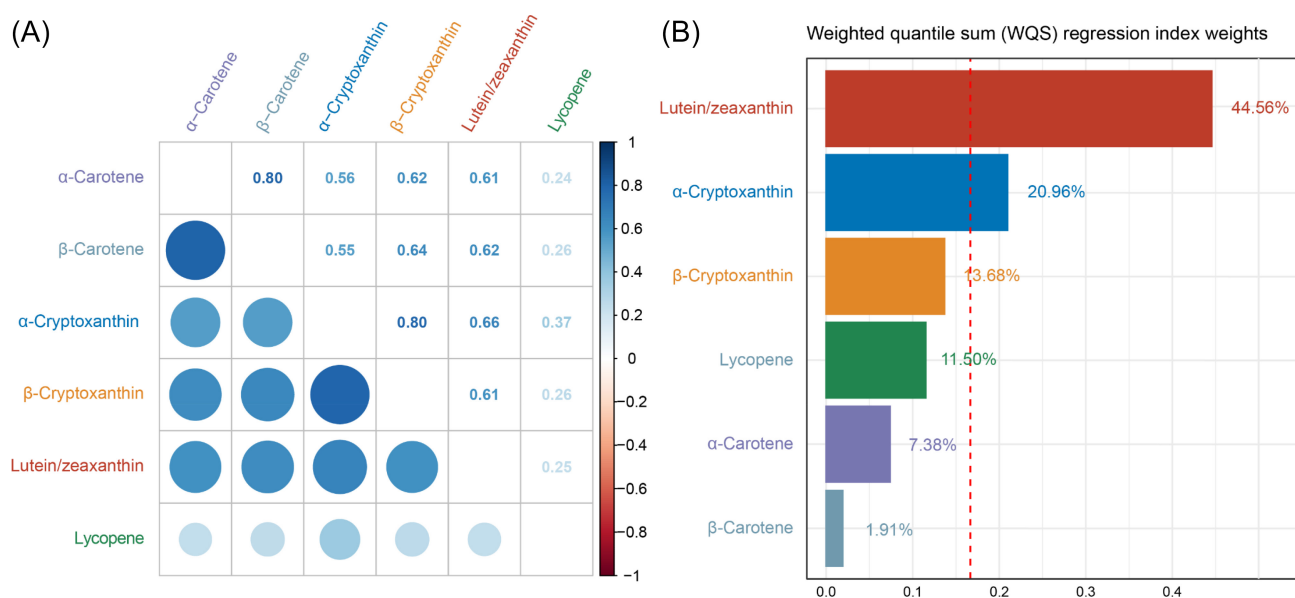 (A)
α−Carotene
β−Carotene
α−Cryptoxanthin
β−Cryptoxanthin
Lutein/zeaxanthin
Lycopene
α-Carotene 0.80 0.56 0.62 0.61 0.24
β-Carotene 0.55 0.64 0.62 0.26
α-Cryptoxanthin 0.80 0.66 0.37
β-Cryptoxanthin 0.61 0.26
Lutein/zeaxanthin 0.25
Lycopene
1
0.8
0.6
0.4
0.2
0
−0.2
−0.4
−0.6
−0.8
−1
(B)
Weighted quantile sum (WQS) regression index weights
Lutein/zeaxanthin 44.56%
α-Cryptoxanthin 20.96%
β-Cryptoxanthin 13.68%
Lycopene 11.50%
α-Carotene 7.38%
β-Carotene 1.91%
0.0 0.1 0.2 0.3 0.4